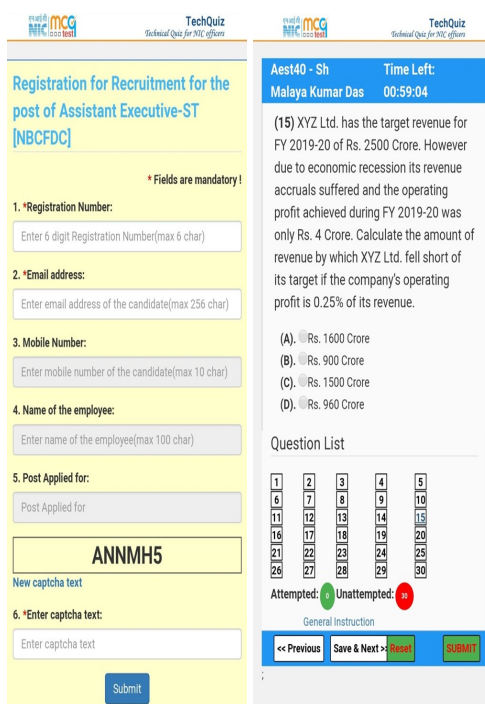 एन आई सी
NIC
mcq
test
TechQuiz
Technical Quiz for NIC officers
Registration for Recruitment for the
post of Assistant Executive-ST
[NBCFDC]
* Fields are mandatory !
1. *Registration Number:
Enter 6 digit Registration Number(max 6 char)
2. *Email address:
Enter email address of the candidate(max 256 char)
3. Mobile Number:
Enter mobile number of the candidate(max 10 char)
4. Name of the employee:
Enter name of the employee(max 100 char)
5. Post Applied for:
Post Applied for
ANNMH5
New captcha text
6. *Enter captcha text:
Enter captcha text
Submit
एन आई सी
NIC
mcq
test
TechQuiz
Technical Quiz for NIC officers
Aest40 - Sh Time Left:
Malaya Kumar Das 00:59:04
(15) XYZ Ltd. has the target revenue for
FY 2019-20 of Rs. 2500 Crore. However
due to economic recession its revenue
accruals suffered and the operating
profit achieved during FY 2019-20 was
only Rs. 4 Crore. Calculate the amount of
revenue by which XYZ Ltd. fell short of
its target if the company's operating
profit is 0.25% of its revenue.
(A). Rs. 1600 Crore
(B). Rs. 900 Crore
(C). Rs. 1500 Crore
(D). Rs. 960 Crore
Question List
1 2 3 4 5
6 7 8 9 10
11 12 13 14 15
16 17 18 19 20
21 22 23 24 25
26 27 28 29 30
Attempted: 0 Unattempted: 30
General Instruction
<< Previous Save & Next >> Reset SUBMIT
;